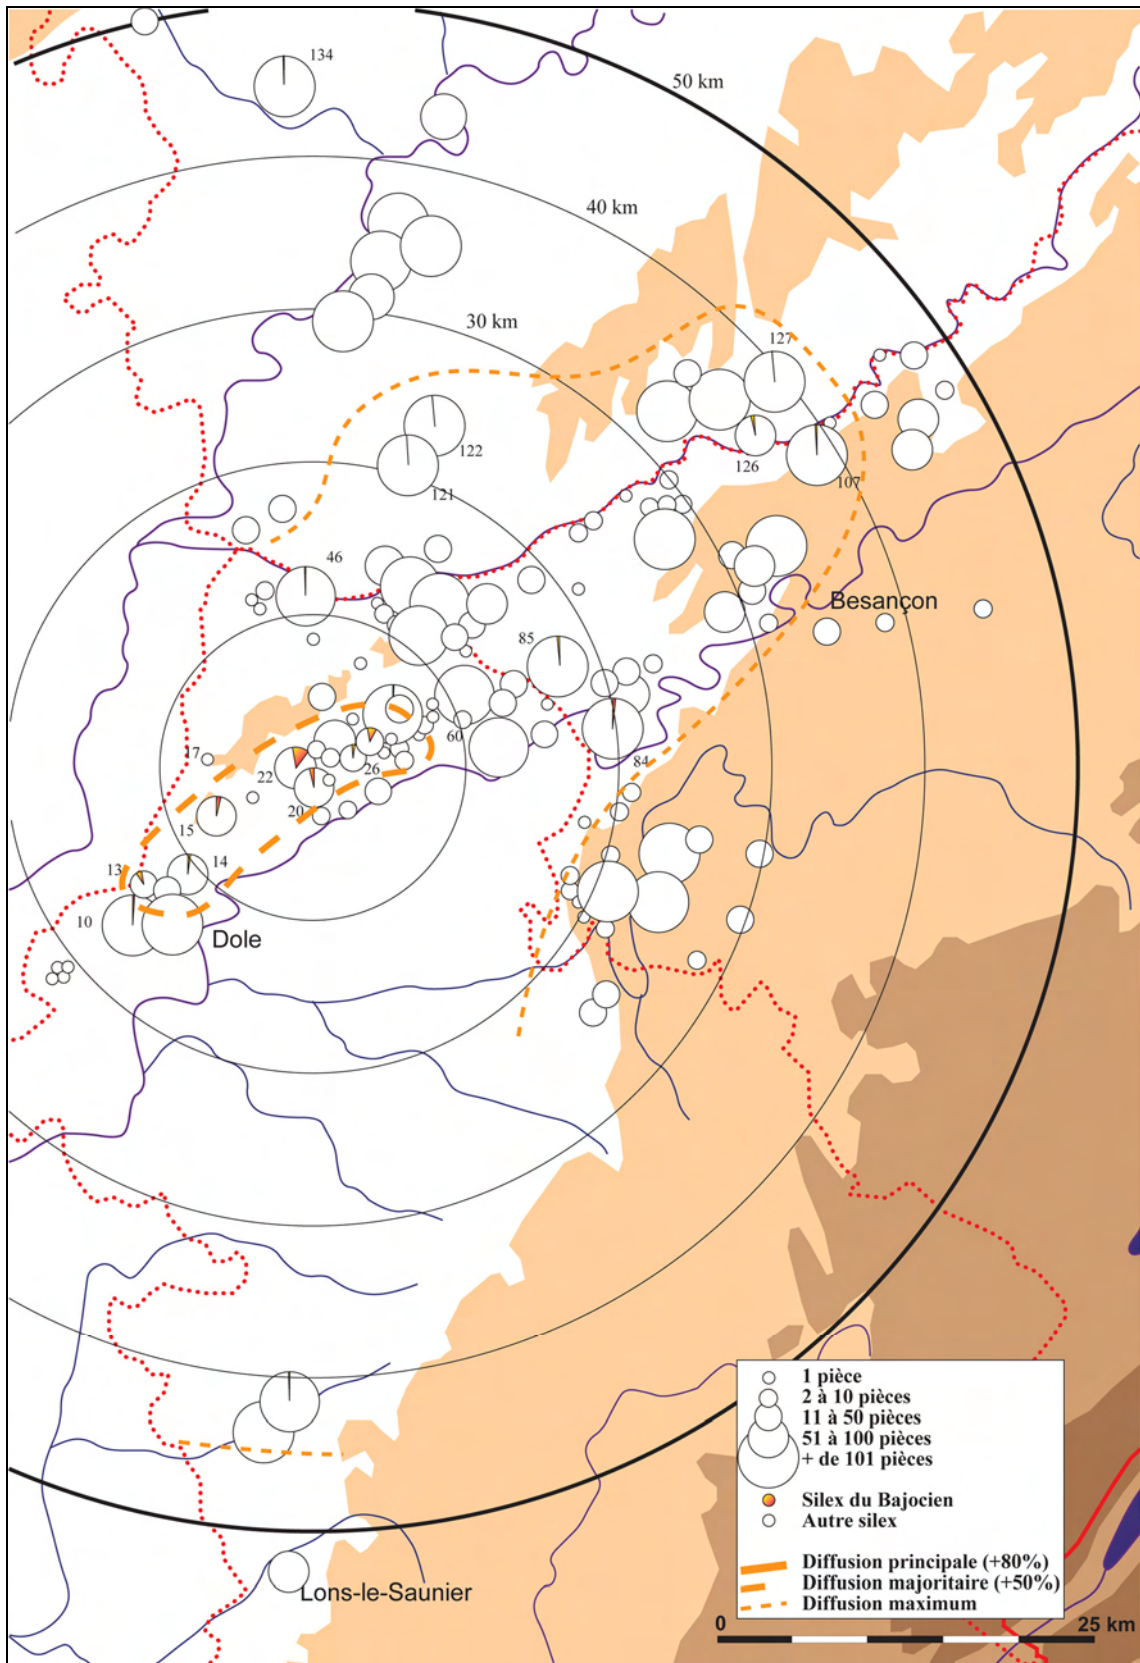 134
50 km
40 km
30 km
127
122
126
107
121
46
Besançon
85
60
17
22
26
84
20
15
13
14
10
Dole
1 pièce
2 à 10 pièces
11 à 50 pièces
51 à 100 pièces
+ de 101 pièces
Silex du Bajocien
Autre silex
Diffusion principale (+80%)
Diffusion majoritaire (+50%)
Diffusion maximum
Lons-le-Saunier
0 25 km